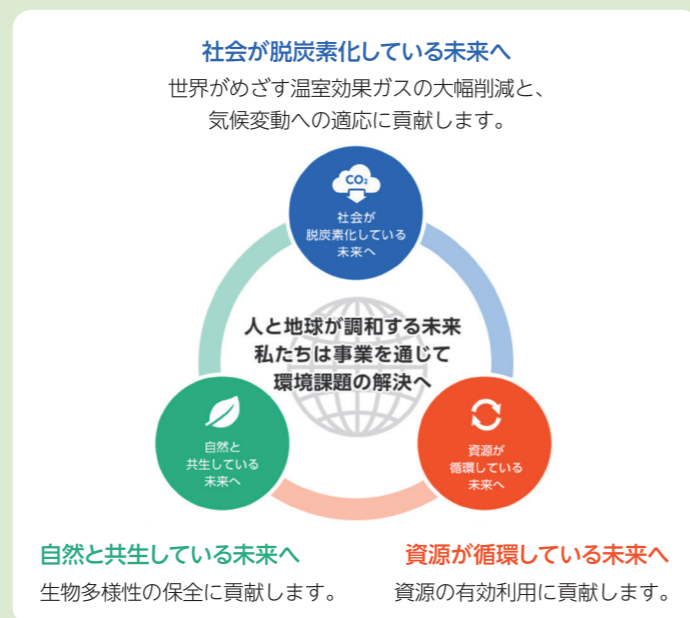 社会が脱炭素化している未来へ
世界がめざす温室効果ガスの大幅削減と、
気候変動への適応に貢献します。
CO₂
社会が
脱炭素化している
未来へ
人と地球が調和する未来
私たちは事業を通じて
環境課題の解決へ
自然と
共生している
未来へ
資源が
循環している
未来へ
自然と共生している未来へ
生物多様性の保全に貢献します。
資源が循環している未来へ
資源の有効利用に貢献します。